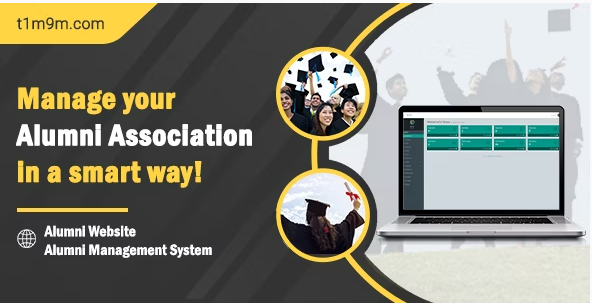 t1m9m.com
Manage your
Alumni Association
in a smart way!
Alumni Website
Alumni Management System